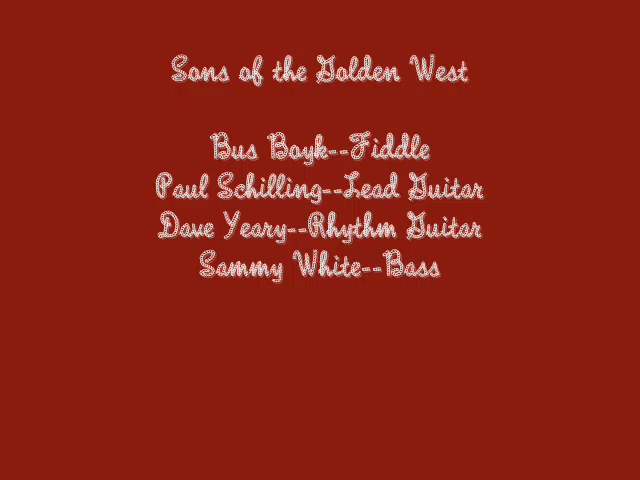 Sons of the Golden West
Bus Boyk--Fiddle
Paul Schilling--Lead Guitar
Dave Yeary--Rhythm Guitar
Sammy White--Bass